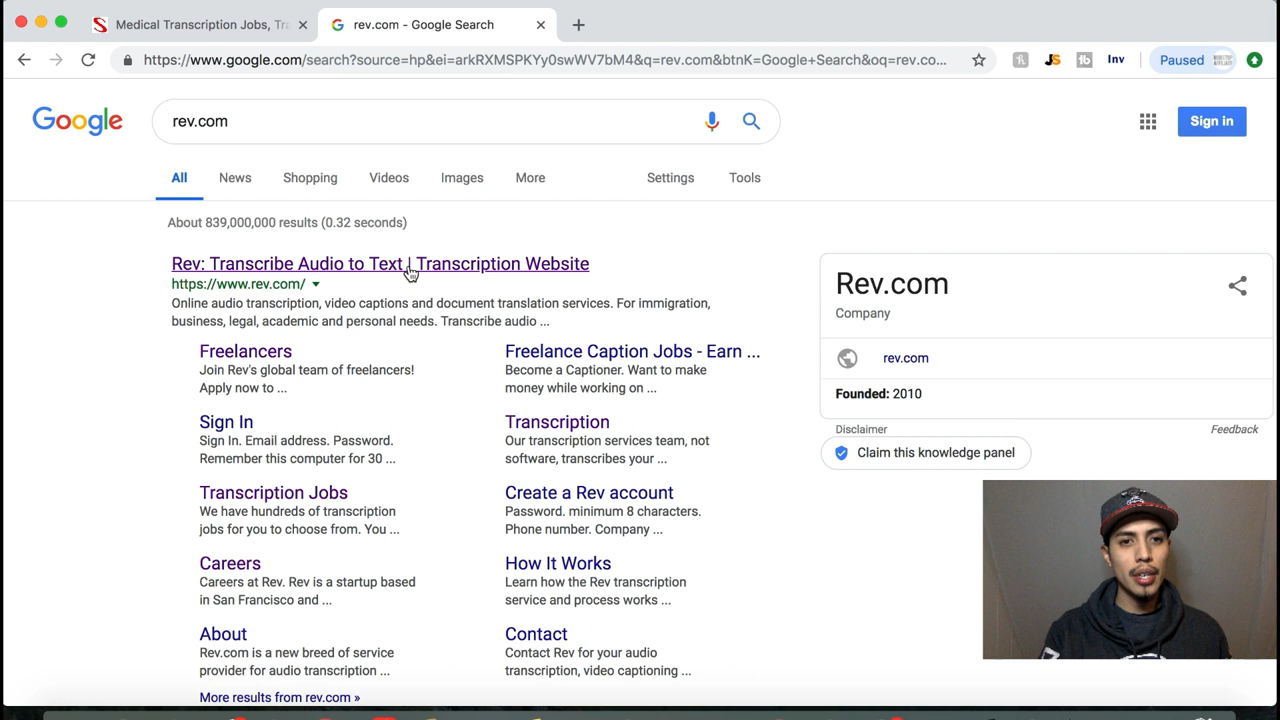 Medical Transcription Jobs, Tra
rev.com - Google Search
https://www.google.com/search?source=hp&ei=arkRXMSPKYy0swWV7bM4&q=rev.com&btnK=Google+Search&oq=rev.co...
JS
tb
Inv
Paused
Google
rev.com
Sign in
All
News
Shopping
Videos
Images
More
Settings
Tools
About 839,000,000 results (0.32 seconds)
Rev: Transcribe Audio to Text | Transcription Website
https://www.rev.com/
Online audio transcription, video captions and document translation services. For immigration,
business, legal, academic and personal needs. Transcribe audio ...
Freelancers
Join Rev's global team of freelancers!
Apply now to ...
Freelance Caption Jobs - Earn ...
Become a Captioner. Want to make
money while working on ...
Sign In
Sign In. Email address. Password.
Remember this computer for 30 ...
Transcription
Our transcription services team, not
software, transcribes your ...
Transcription Jobs
We have hundreds of transcription
jobs for you to choose from. You ...
Create a Rev account
Password. minimum 8 characters.
Phone number. Company ...
Careers
Careers at Rev. Rev is a startup based
in San Francisco and ...
How It Works
Learn how the Rev transcription
service and process works ...
About
Rev.com is a new breed of service
provider for audio transcription ...
Contact
Contact Rev for your audio
transcription, video captioning ...
More results from rev.com »
Rev.com
Company
rev.com
Founded: 2010
Disclaimer
Feedback
Claim this knowledge panel